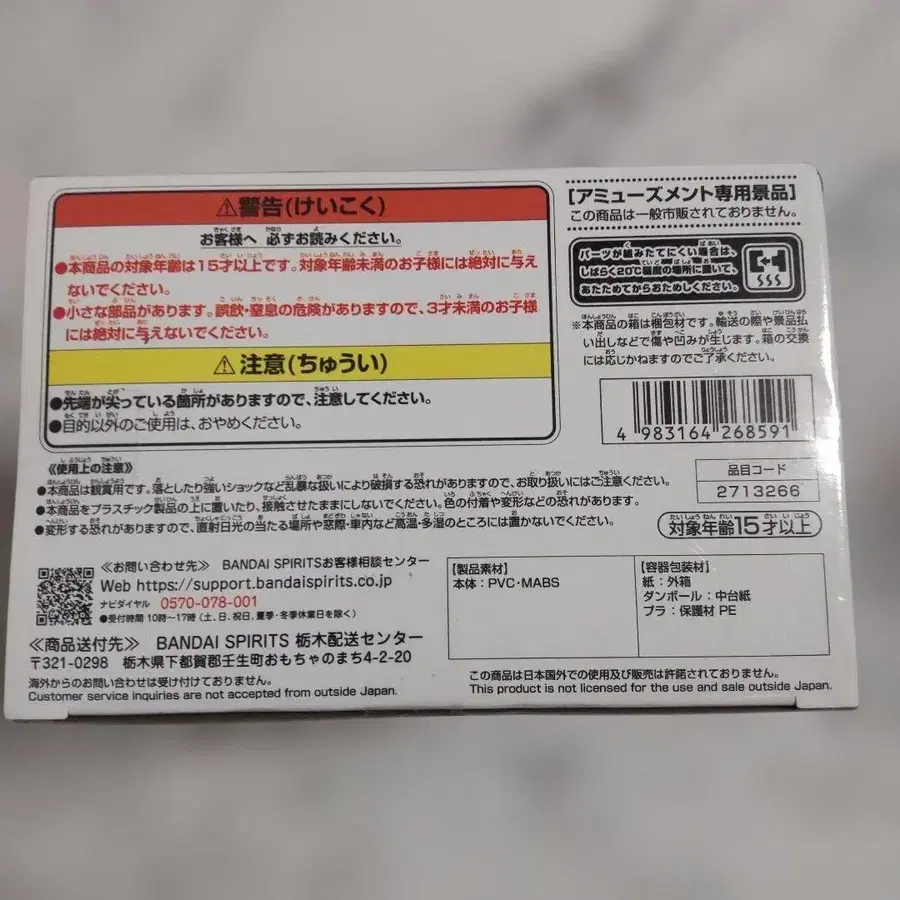 ⚠警告(けいこく)
お客様へ 必ずお読みください。
●本商品の対象年齢は15才以上です。対象年齢未満のお子様には絶対に与え
ないでください。
●小さな部品があります。誤飲・窒息の危険がありますので、3才未満のお子様
には絶対に与えないでください。
⚠注意(ちゅうい)
●先端が尖っている箇所がありますので、注意してください。
●目的以外のご使用は、おやめください。
[アミューズメント専用景品]
この商品は一般市販されておりません。
パーツが組みたてにくい場合は、
しばらく20℃程度の場所に置いて、
あたためてからおためしください。
※本商品の箱は梱包材です。輸送の際や景品払
い出しなどで傷や凹みが生じます。箱の交換
には応じかねますのでご了承ください。
4 983164 268591
品目コード
2713266
対象年齢15才以上
《使用上の注意》
●本商品は観賞用です。落としたり強いショックなど乱暴な扱いにより破損する恐れがありますので、お取り扱いにはご注意ください。
●本商品をプラスチック製品の上に置いたり、接触させたままにしないでください。色の付着や変形などの恐れがあります。
●変形する恐れがありますので、直射日光の当たる場所や窓際・車内など高温・多湿のところには置かないでください。
≪お問い合わせ先≫ BANDAI SPIRITSお客様相談センター
Web https://support.bandaispirits.co.jp
ナビダイヤル 0570-078-001
●受付時間 10時～17時(土、日、祝日、夏季・冬季休業日を除く)
≪商品送付先≫ BANDAI SPIRITS 栃木配送センター
〒321-0298 栃木県下都賀郡壬生町おもちゃのまち4-2-20
海外からのお問い合わせは受け付けておりません。
Customer service inquiries are not accepted from outside Japan.
【製品素材】
本体：PVC・MABS
【容器包装材】
紙：外箱
ダンボール：中台紙
プラ：保護材 PE
この商品は日本国外での使用及び販売は許諾されておりません。
This product is not licensed for the use and sale outside Japan.